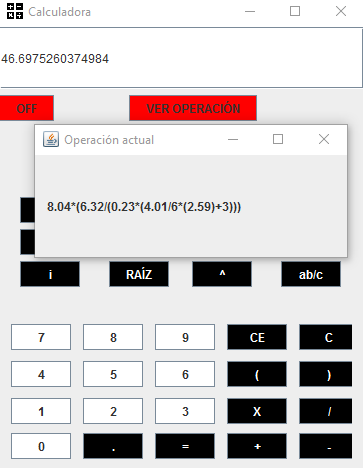 Calculadora
46.6975260374984
OFF VER OPERACIÓN
Operación actual
8.04*(6.32/(0.23*(4.01/6*(2.59)+3)))
i RAÍZ ^ ab/c
7 8 9 CE C
4 5 6 ( )
1 2 3 X /
0 . = + -